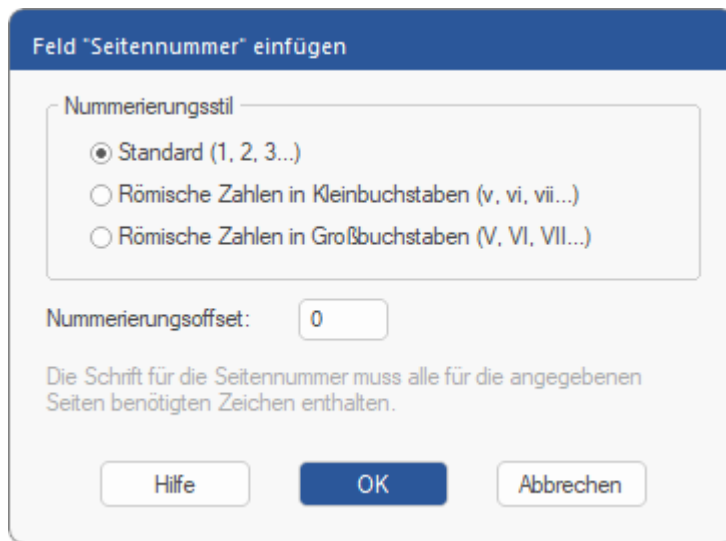 Feld "Seitennummer" einfügen
Nummerierungsstil
Standard (1, 2, 3...)
Römische Zahlen in Kleinbuchstaben (v, vi, vii...)
Römische Zahlen in Großbuchstaben (V, VI, VII...)
Nummerierungsoffset: 0
Die Schrift für die Seitennummer muss alle für die angegebenen
Seiten benötigten Zeichen enthalten.
Hilfe OK Abbrechen